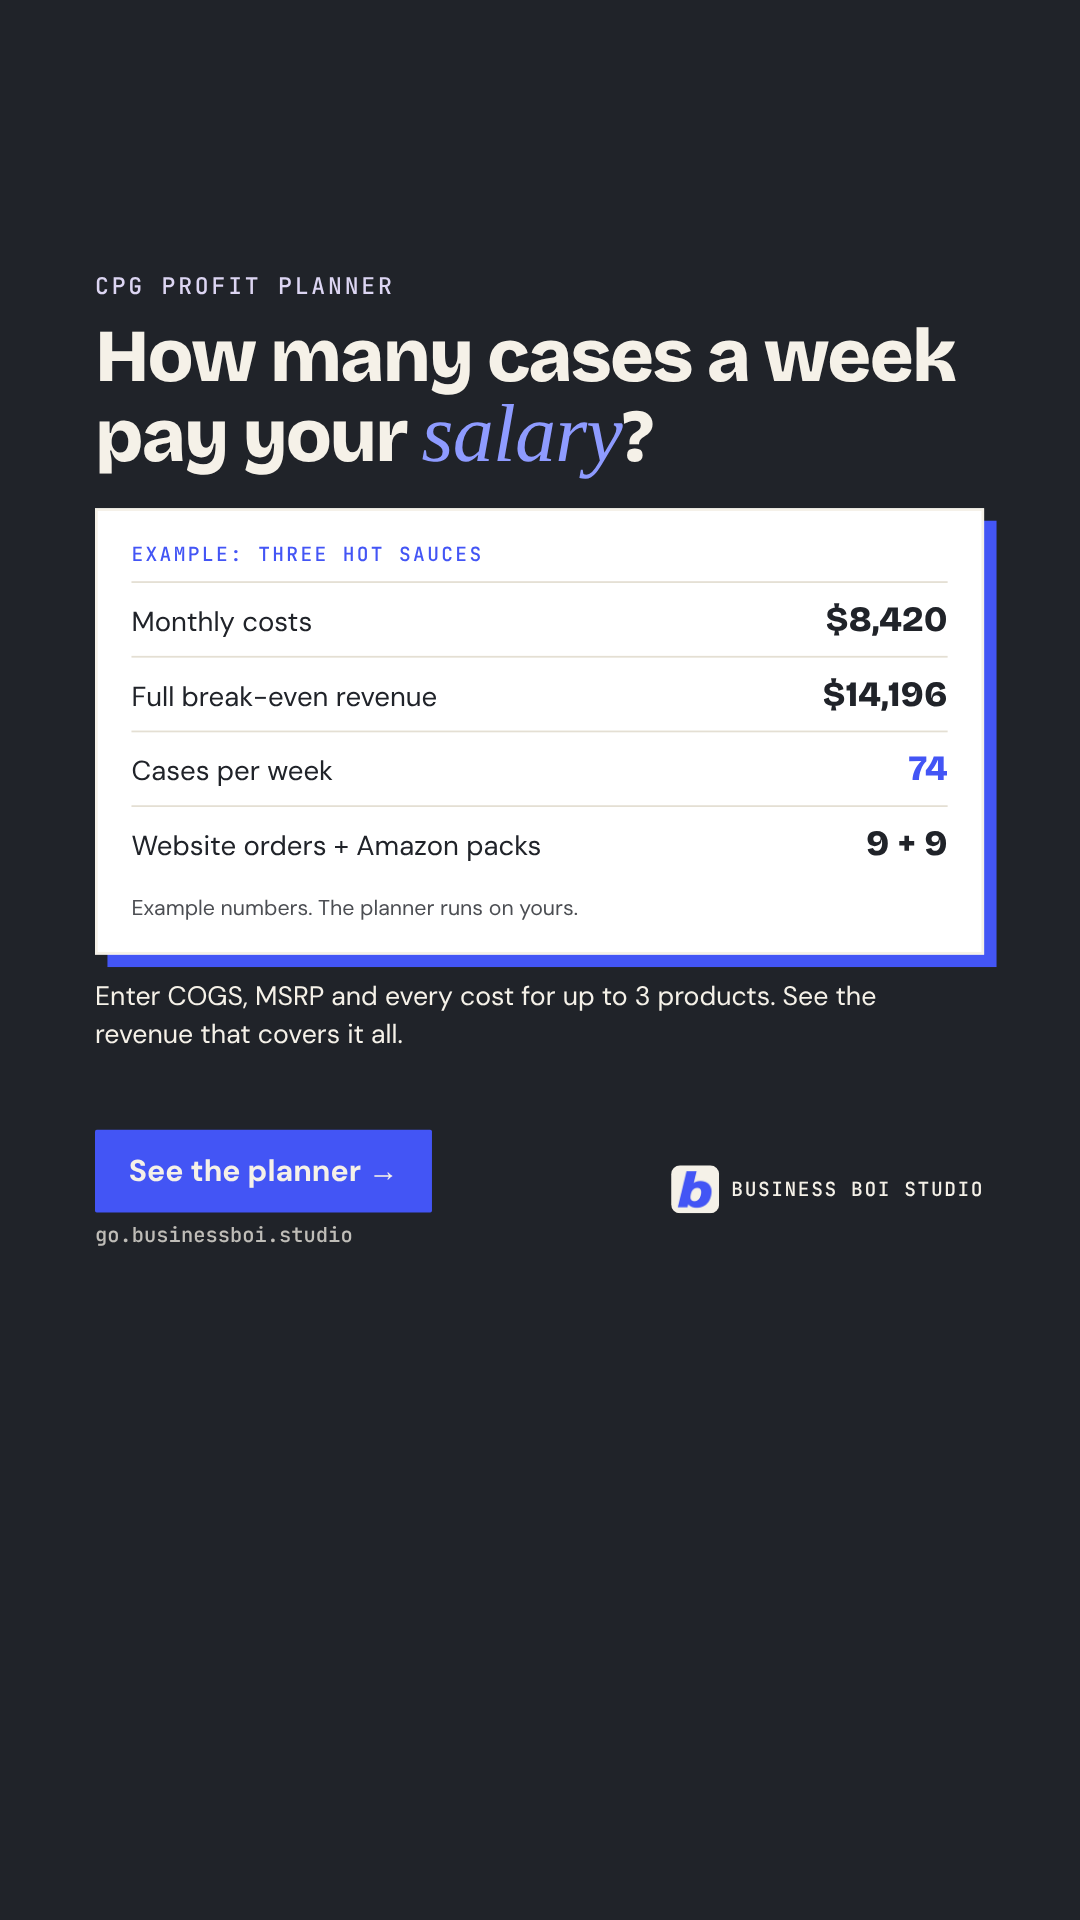 CPG PROFIT PLANNER
How many cases a week
pay your salary?
EXAMPLE: THREE HOT SAUCES
Monthly costs $8,420
Full break-even revenue $14,196
Cases per week 74
Website orders + Amazon packs 9 + 9
Example numbers. The planner runs on yours.
Enter COGS, MSRP and every cost for up to 3 products. See the
revenue that covers it all.
See the planner →
b BUSINESS BOI STUDIO
go.businessboi.studio